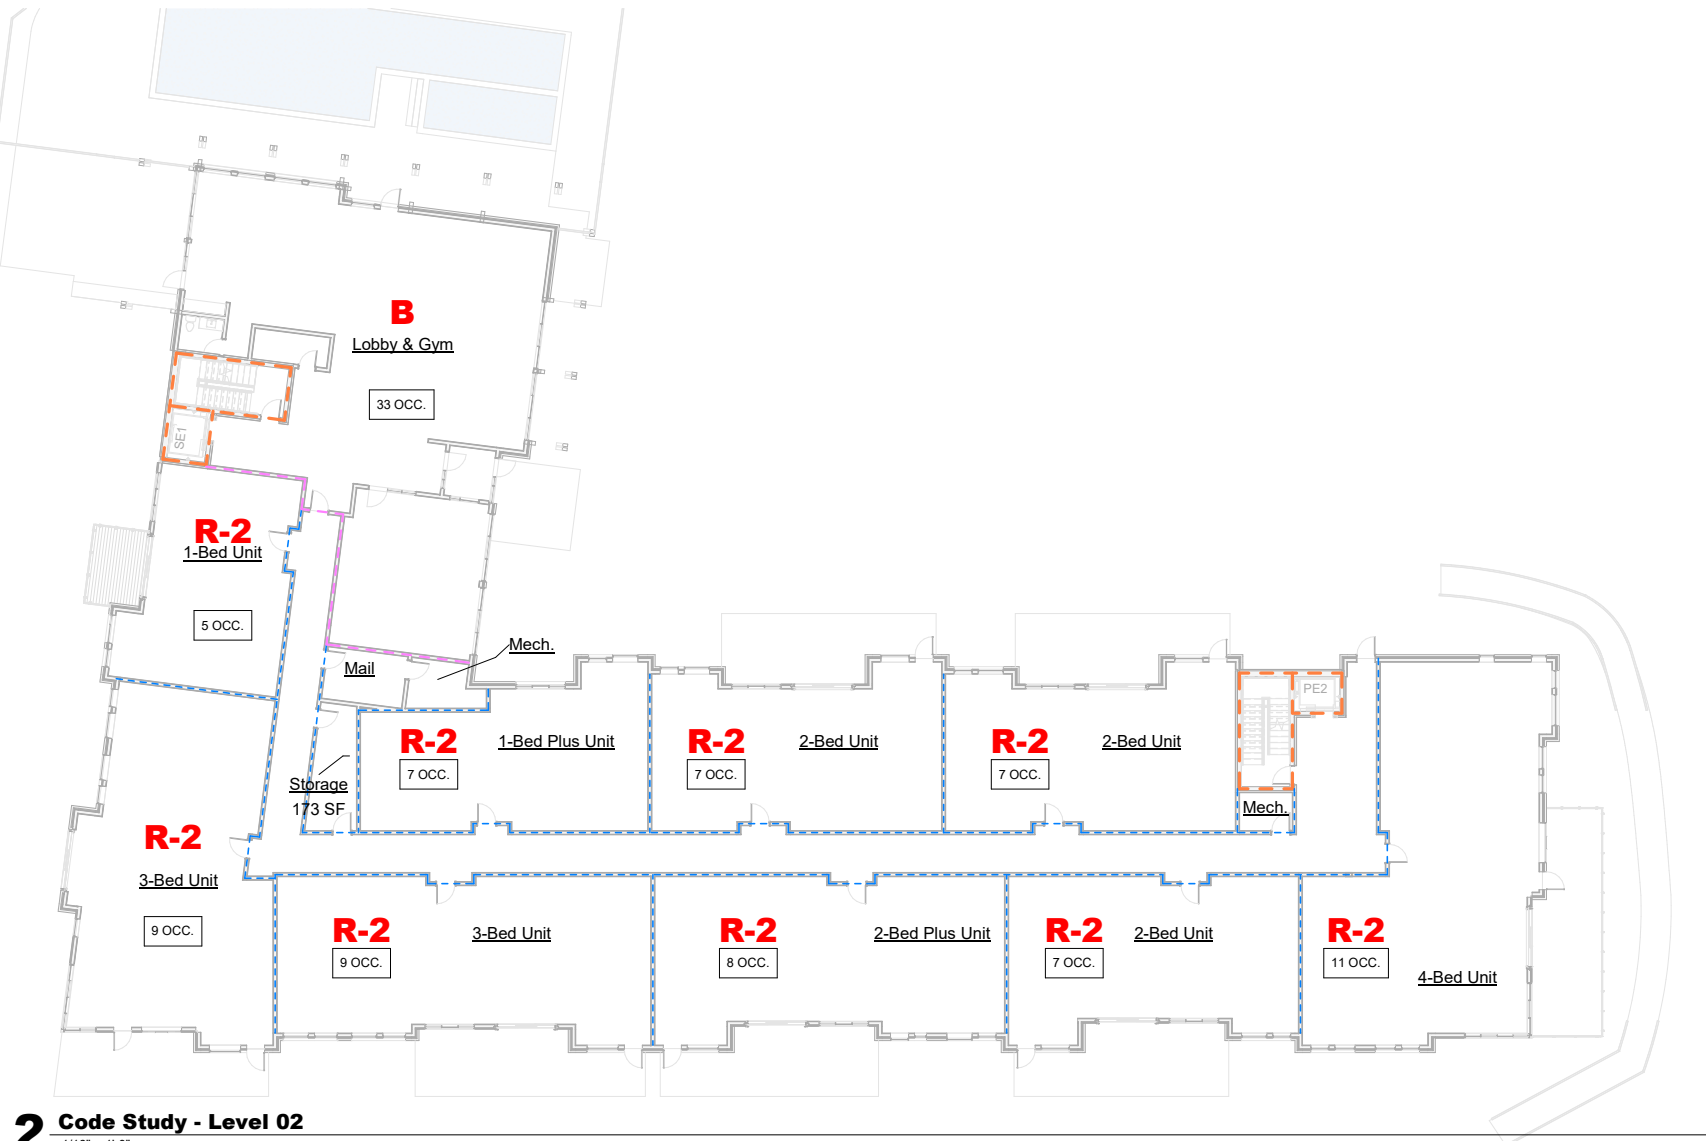 B
Lobby & Gym
33 OCC.
SE1
R-2
1-Bed Unit
5 OCC.
Mech.
Mail
PE2
R-2
1-Bed Plus Unit
7 OCC.
R-2
2-Bed Unit
7 OCC.
R-2
2-Bed Unit
7 OCC.
Storage
173 SF
Mech.
R-2
3-Bed Unit
9 OCC.
R-2
3-Bed Unit
9 OCC.
R-2
2-Bed Plus Unit
8 OCC.
R-2
2-Bed Unit
7 OCC.
R-2
4-Bed Unit
11 OCC.
2
Code Study - Level 02